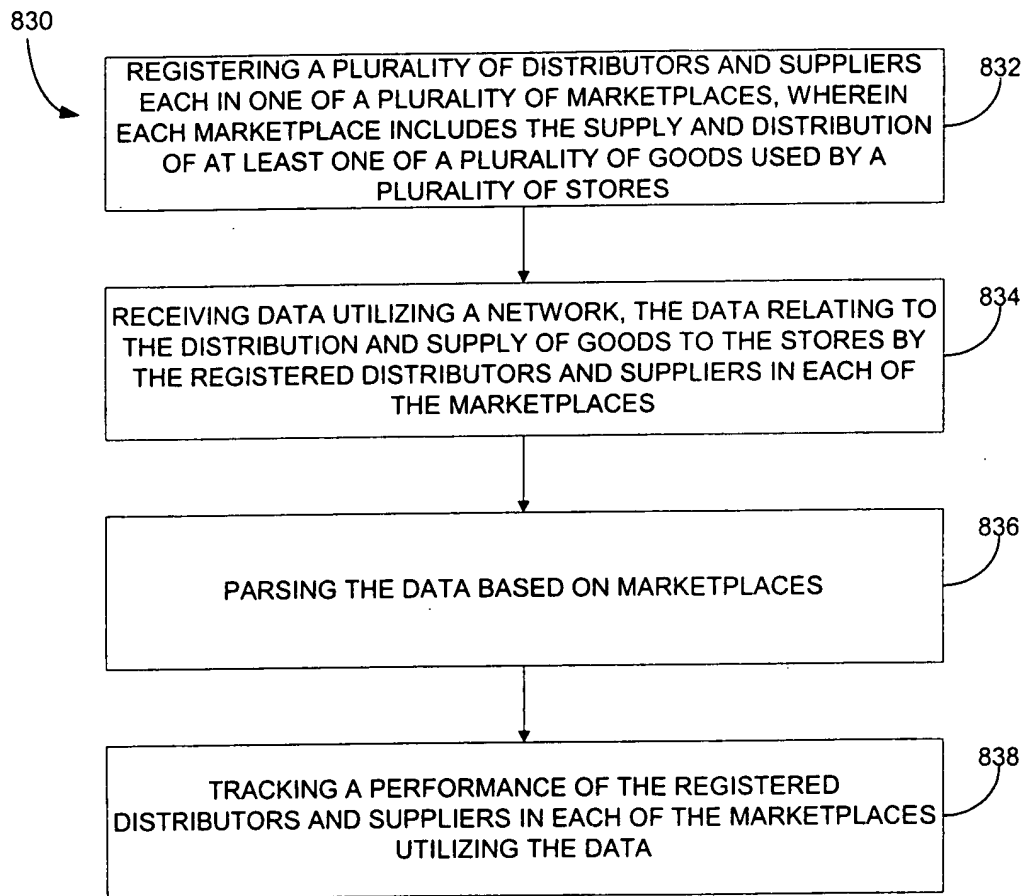 830
REGISTERING A PLURALITY OF DISTRIBUTORS AND SUPPLIERS
EACH IN ONE OF A PLURALITY OF MARKETPLACES, WHEREIN
EACH MARKETPLACE INCLUDES THE SUPPLY AND DISTRIBUTION
OF AT LEAST ONE OF A PLURALITY OF GOODS USED BY A
PLURALITY OF STORES
832
RECEIVING DATA UTILIZING A NETWORK, THE DATA RELATING TO
THE DISTRIBUTION AND SUPPLY OF GOODS TO THE STORES BY
THE REGISTERED DISTRIBUTORS AND SUPPLIERS IN EACH OF
THE MARKETPLACES
834
PARSING THE DATA BASED ON MARKETPLACES
836
TRACKING A PERFORMANCE OF THE REGISTERED
DISTRIBUTORS AND SUPPLIERS IN EACH OF THE MARKETPLACES
UTILIZING THE DATA
838